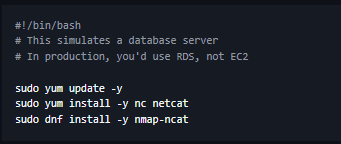 #!/bin/bash
# This simulates a database server
# In production, you'd use RDS, not EC2
sudo yum update -y
sudo yum install -y nc netcat
sudo dnf install -y nmap-ncat